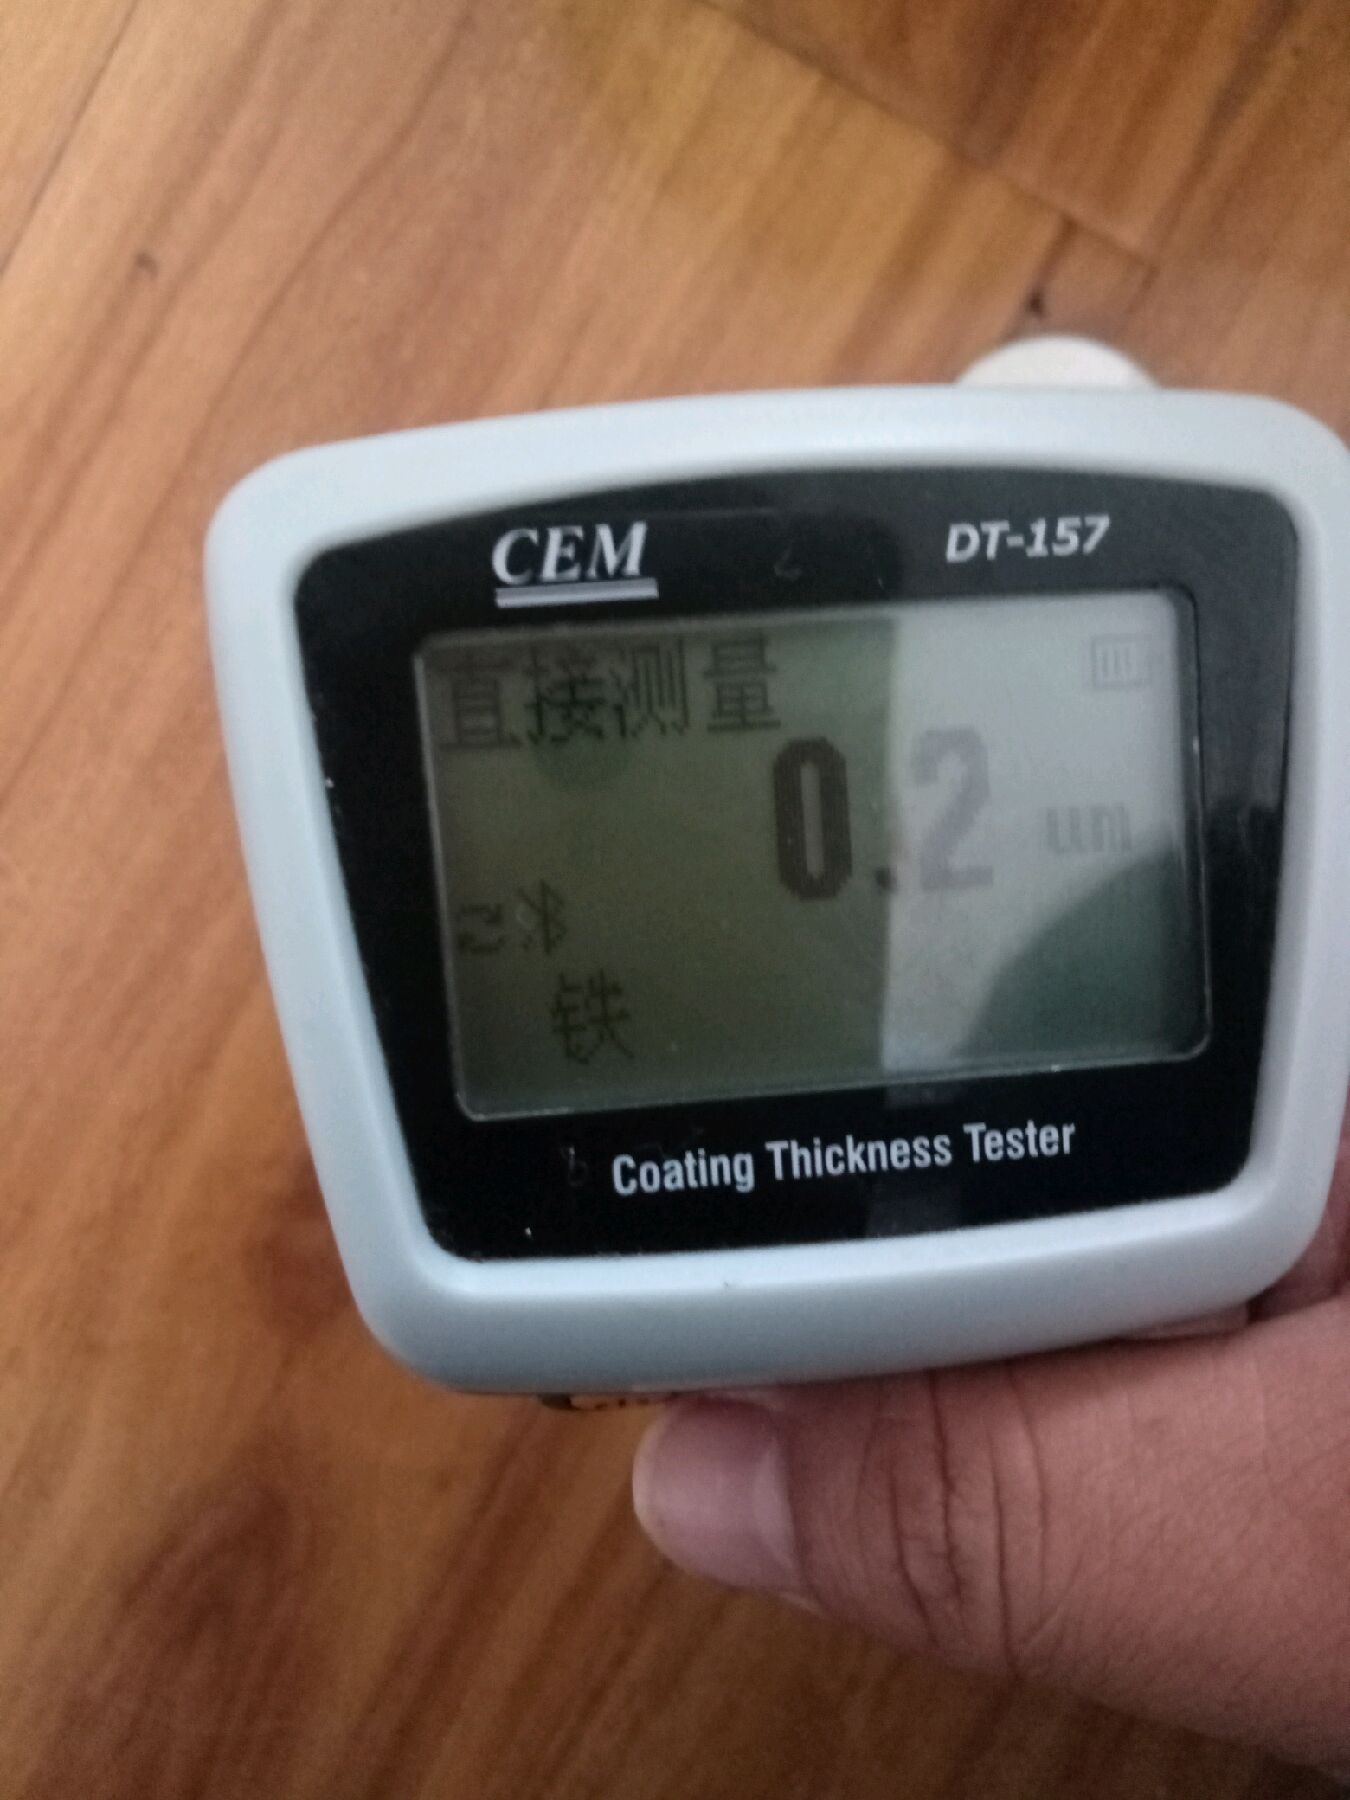 CEM
DT-157
直接测量
0.2 um
铁
Coating Thickness Tester